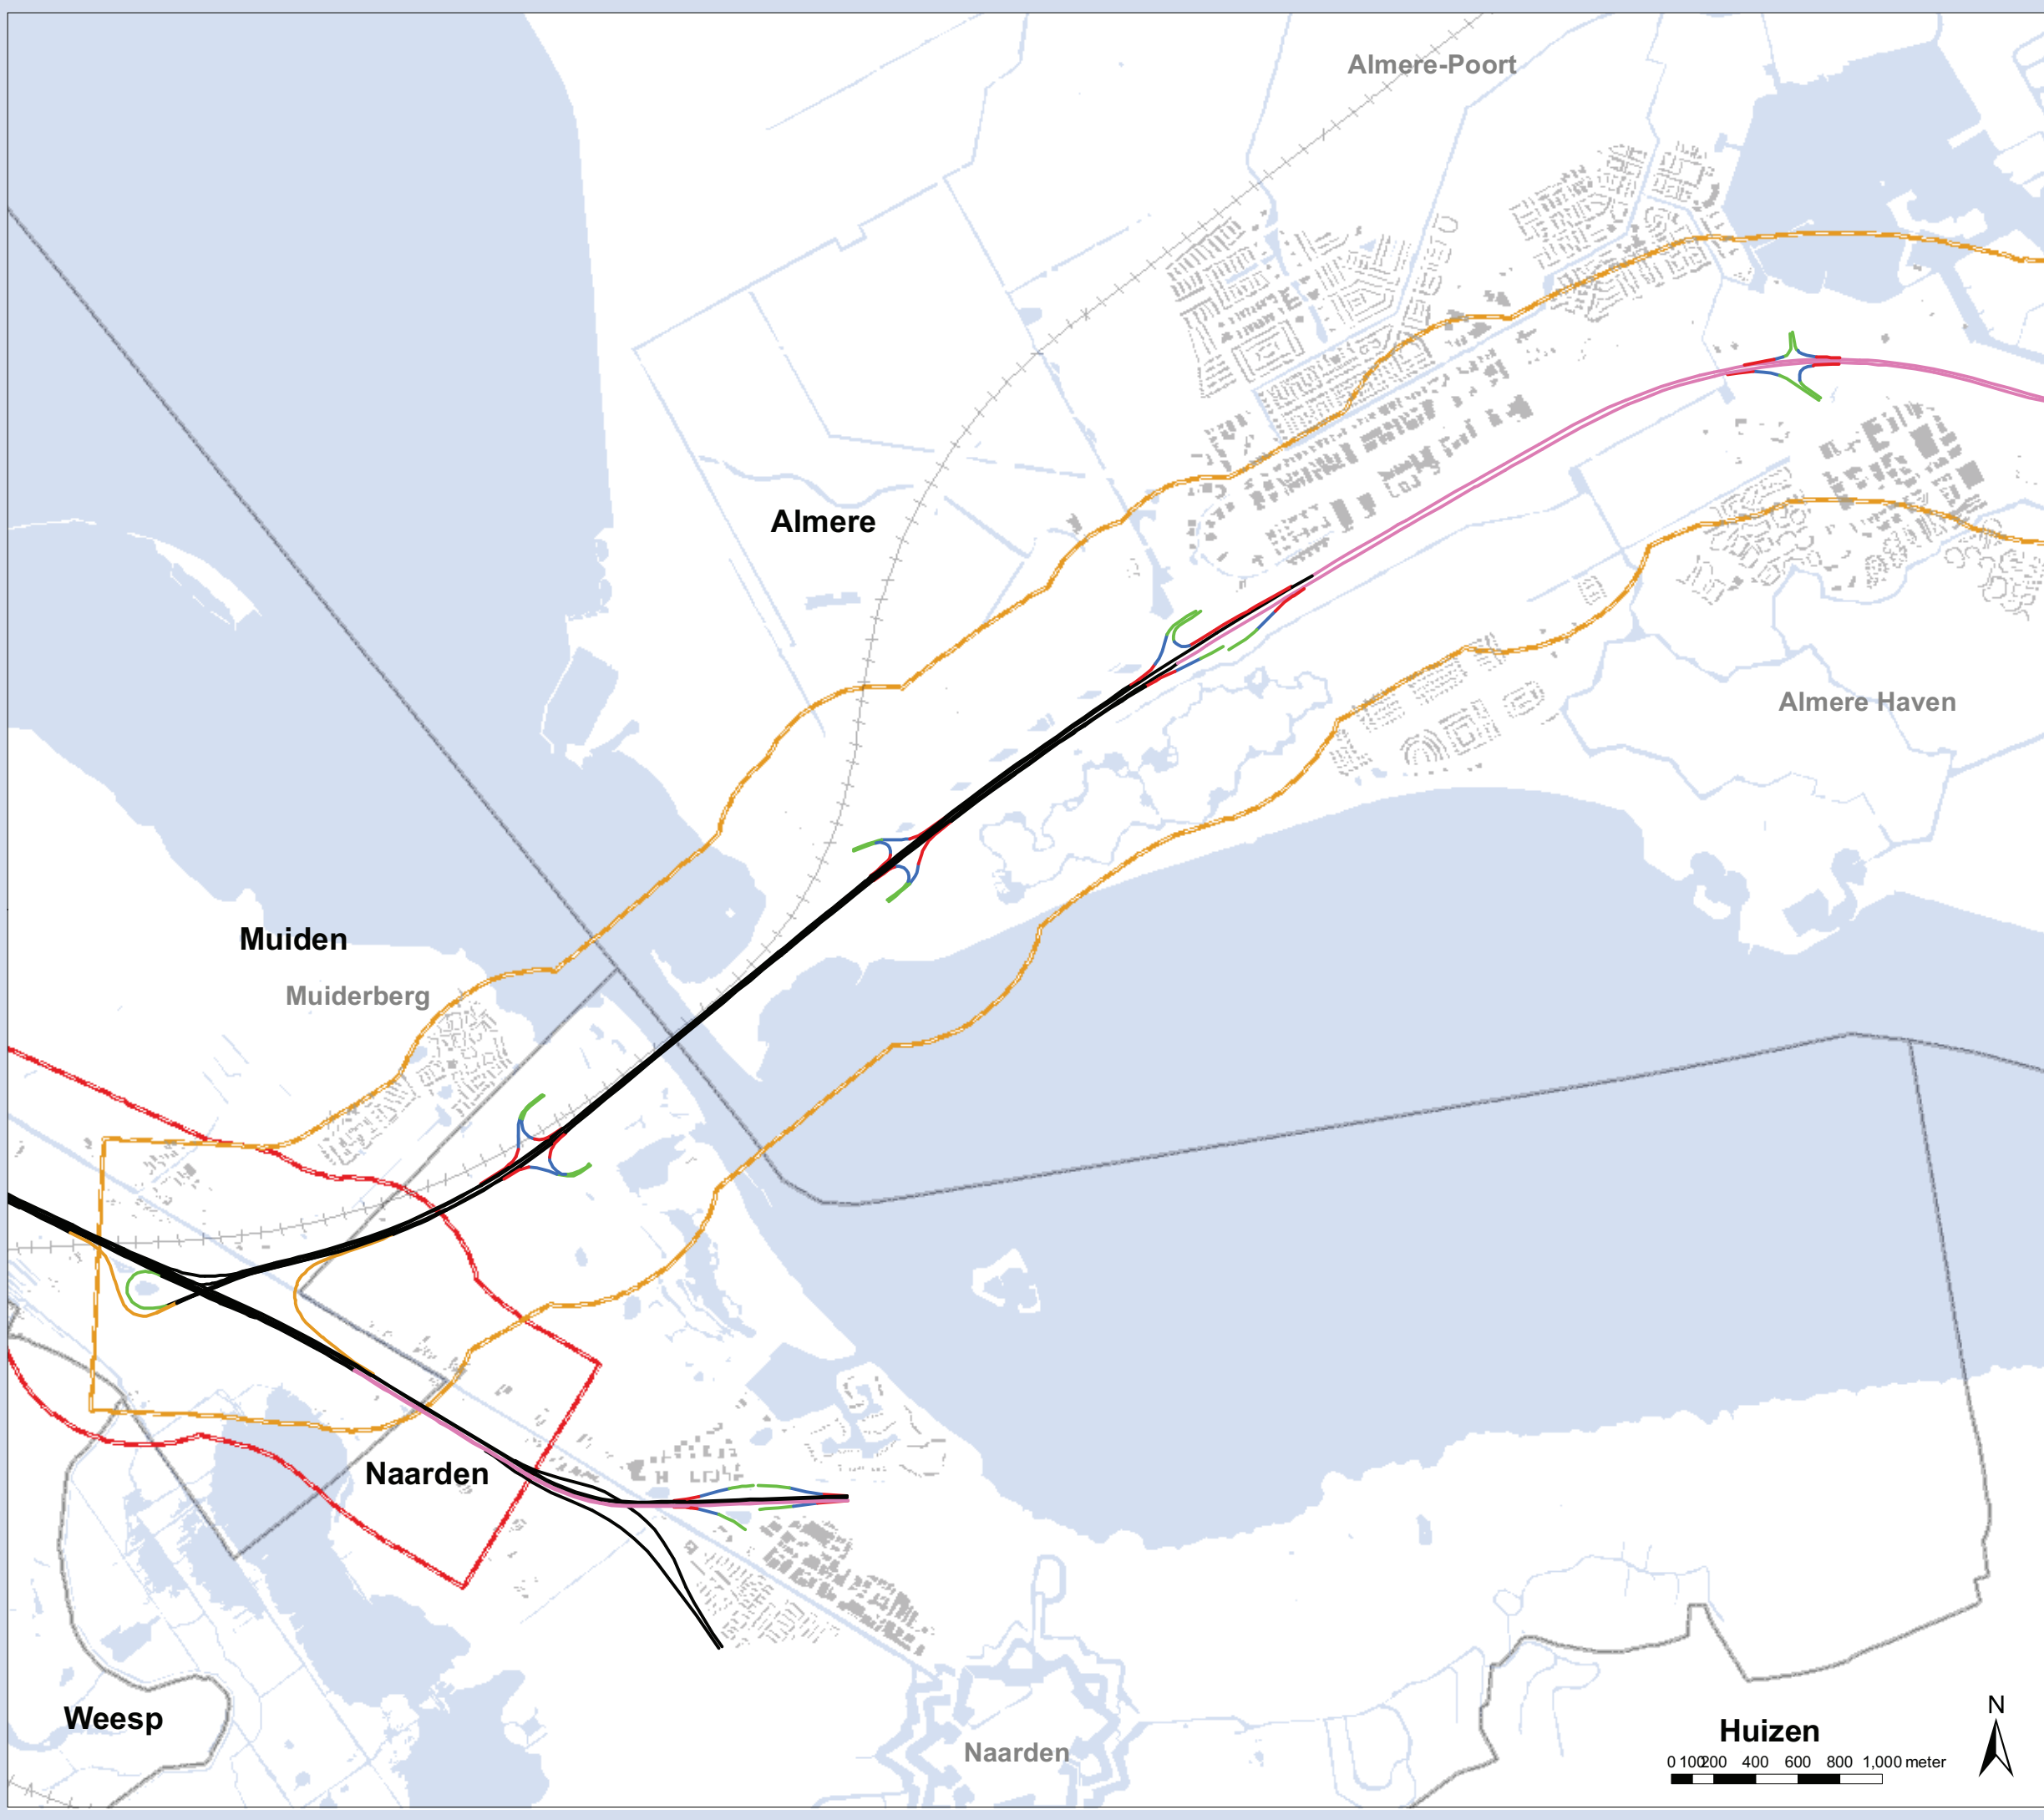 Almere-Poort
Almere
Almere Haven
Muiden
Muiderberg
Naarden
Weesp
Naarden
Huizen
N
0 100 200 400 600 800 1,000 meter